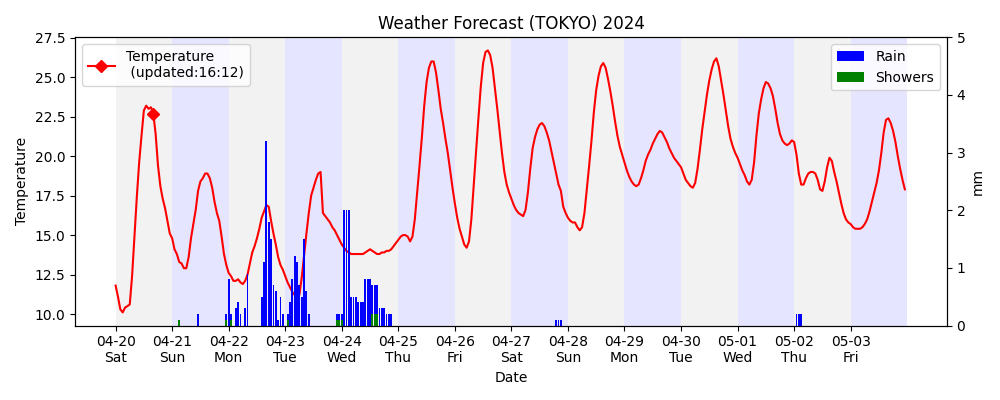 Weather Forecast (TOKYO) 2024
Temperature
(updated:16:12)
Rain
Showers
27.5
25.0
22.5
20.0
17.5
15.0
12.5
10.0
Temperature
5
4
3
2
1
0
mm
04-20 04-21 04-22 04-23 04-24 04-25 04-26 04-27 04-28 04-29 04-30 05-01 05-02 05-03
Sat Sun Mon Tue Wed Thu Fri Sat Sun Mon Tue Wed Thu Fri
Date